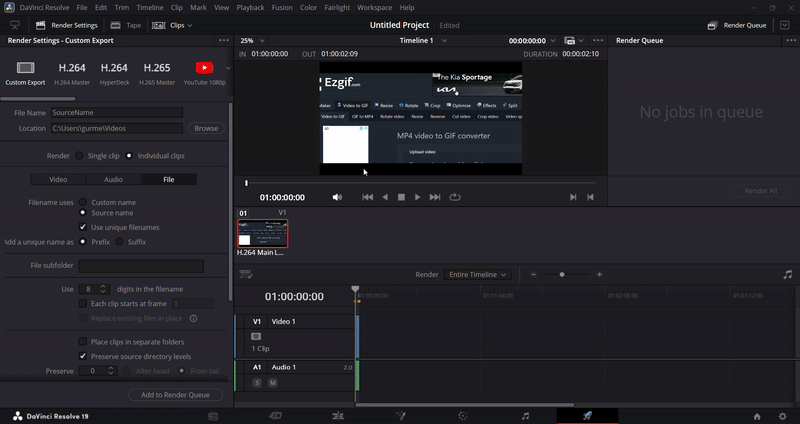 DaVinci Resolve File Edit Trim Timeline Clip Mark View Playback Fusion Color Fairlight Workspace Help
Render Settings Tape Clips Untitled Project Edited Render Queue
Render Settings - Custom Export
25% Timeline 1 01:00:00:00
Render Queue
IN 01:00:00:00 OUT 01:00:02:09 DURATION 00:00:02:10
H.264 H.264 H.265
Custom Export H.264 Master HyperDeck H.265 Master YouTube 1080p
File Name SourceName
Location C:\Users\gurme\Videos Browse
Render Single clip Individual clips
Video Audio File
Filename uses Custom name
Source name
Use unique filenames
Add a unique name as Prefix Suffix
File subfolder
Use 8 digits in the filename
Each clip starts at frame 1
Replace existing files in place
Place clips in separate folders
Preserve source directory levels
Preserve 0 After head From tail
Add to Render Queue
Ezgif.com
The Kia Sportage
KIA
Maker Video to GIF Resize Rotate Crop Optimize Effects Split
Video to GIF GIF to MP4 Rotate video Resize Reverse Cut video Crop video Video sp
MP4 video to GIF converter
Upload video
01:00:00:00
01 V1
H.264 Main L...
No jobs in queue
Render All
Render Entire Timeline
01:00:00:00
01:00:00:00 01:00:01:04 01:00:02:08 01:00:03:12
V1 Video 1
1 Clip
A1 Audio 1 2.0
S M
DaVinci Resolve 19